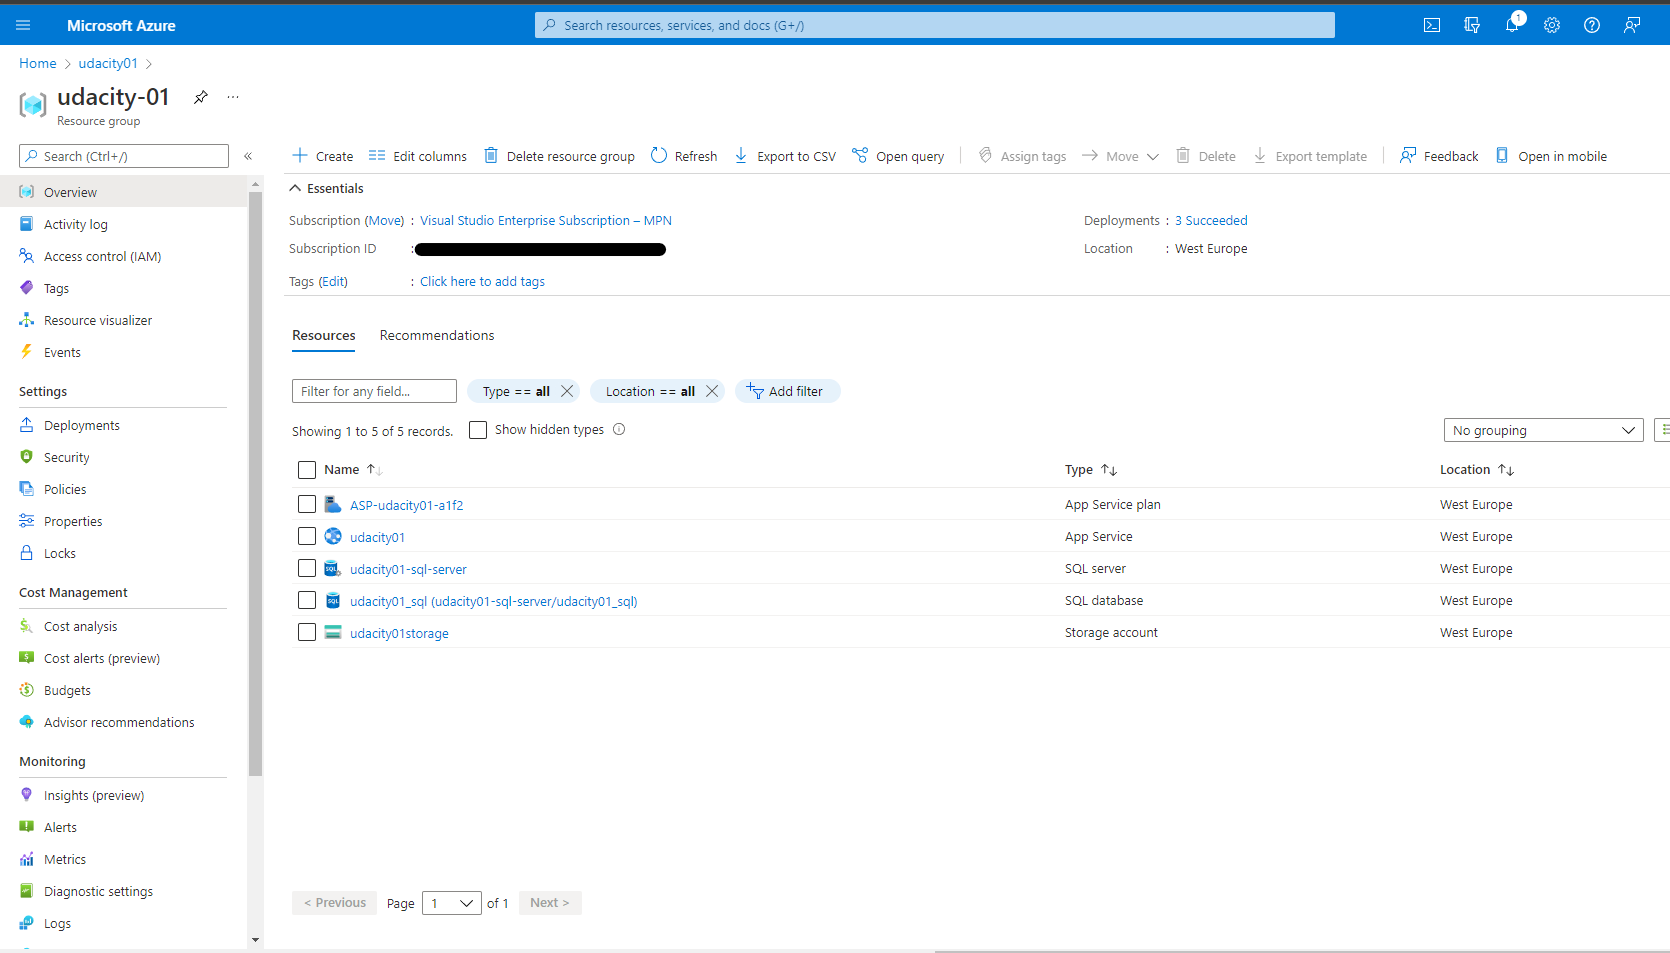 Microsoft Azure
Search resources, services, and docs (G+/)
1
Home > udacity01 >
udacity-01
Resource group
Search (Ctrl+/)
«
Overview
Activity log
Access control (IAM)
Tags
Resource visualizer
Events
Settings
Deployments
Security
Policies
Properties
Locks
Cost Management
Cost analysis
Cost alerts (preview)
Budgets
Advisor recommendations
Monitoring
Insights (preview)
Alerts
Metrics
Diagnostic settings
Logs
Create Edit columns Delete resource group Refresh Export to CSV Open query Assign tags Move Delete Export template Feedback Open in mobile
Essentials
Subscription (Move) : Visual Studio Enterprise Subscription – MPN Deployments : 3 Succeeded
Subscription ID : Location : West Europe
Tags (Edit) : Click here to add tags
Resources Recommendations
Filter for any field... Type == all Location == all Add filter
Showing 1 to 5 of 5 records. Show hidden types No grouping
Name Type Location
ASP-udacity01-a1f2 App Service plan West Europe
udacity01 App Service West Europe
udacity01-sql-server SQL server West Europe
udacity01_sql (udacity01-sql-server/udacity01_sql) SQL database West Europe
udacity01storage Storage account West Europe
< Previous Page 1 of 1 Next >